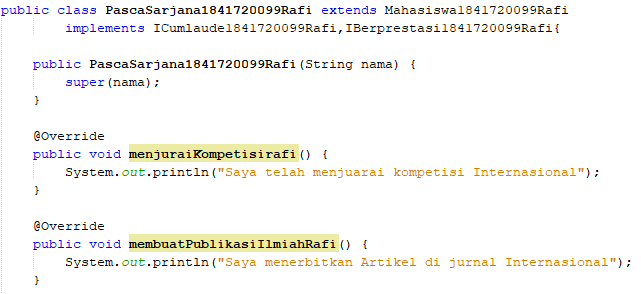 public class PascaSarjana1841720099Rafi extends Mahasiswa1841720099Rafi
implements ICumlaude1841720099Rafi,IBerprestasi1841720099Rafi{
public PascaSarjana1841720099Rafi(String nama) {
super(nama);
}
@Override
public void menjuraiKompetisirafi() {
System.out.println("Saya telah menjuarai kompetisi Internasional");
}
@Override
public void membuatPublikasiIlmiahRafi() {
System.out.println("Saya menerbitkan Artikel di jurnal Internasional");
}